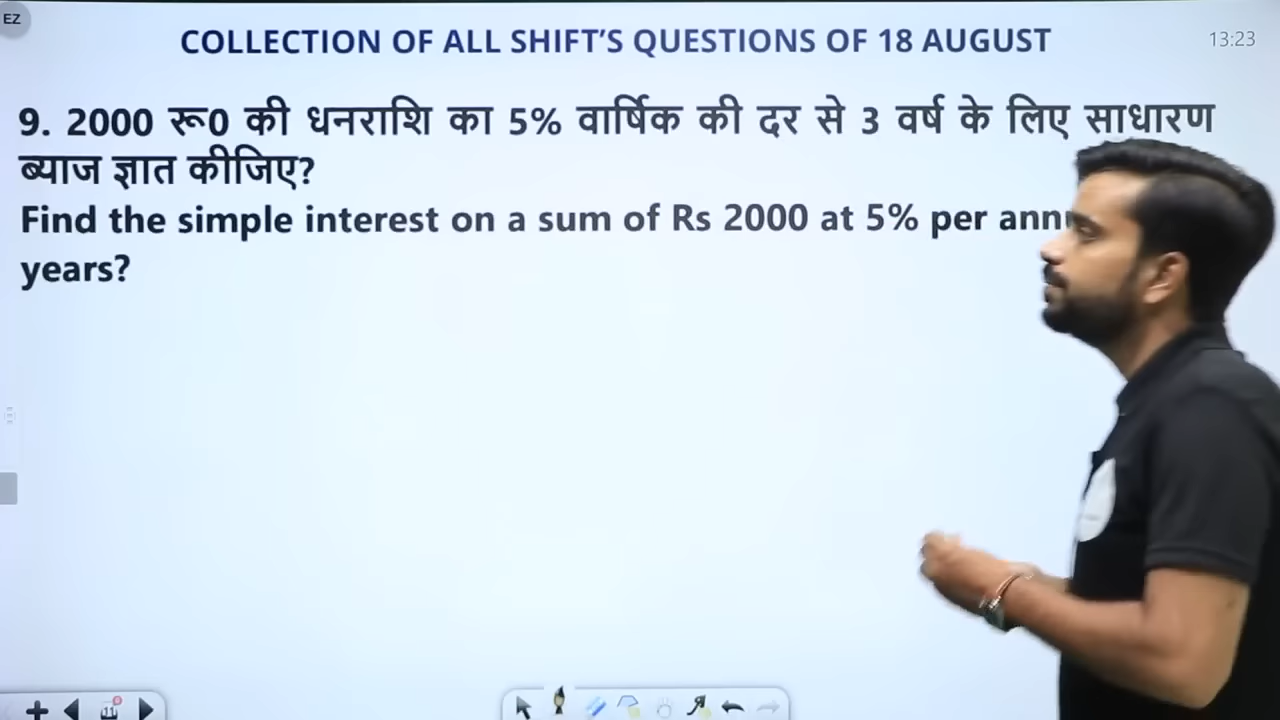 EZ
COLLECTION OF ALL SHIFT’S QUESTIONS OF 18 AUGUST
13:23
9. 2000 रू0 की धनराशि का 5% वार्षिक की दर से 3 वर्ष के लिए साधारण
ब्याज ज्ञात कीजिए?
Find the simple interest on a sum of Rs 2000 at 5% per
years?
11